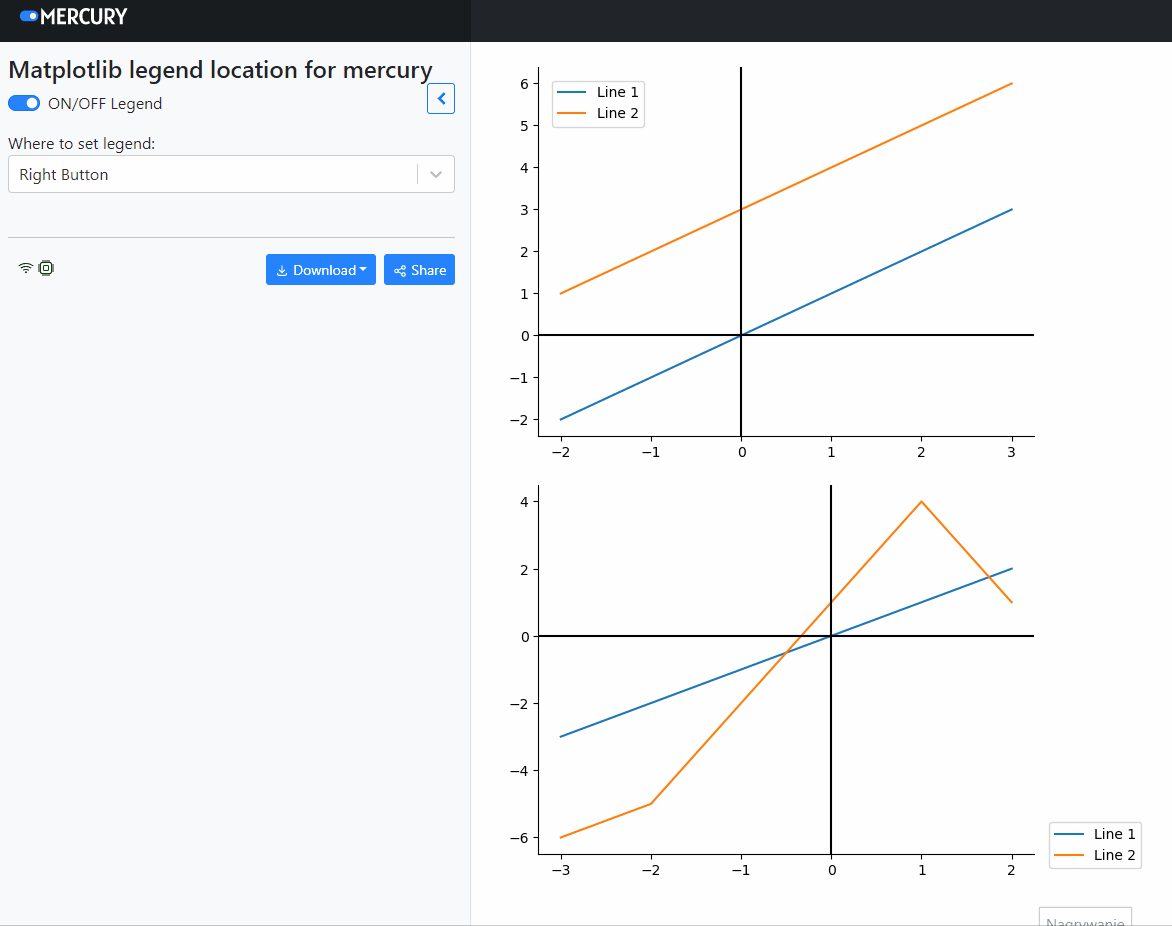 MERCURY
Matplotlib legend location for mercury
ON/OFF Legend
Where to set legend:
Right Button
Download
Share
Line 1
Line 2
6
5
4
3
2
1
0
−1
−2
−2
−1
0
1
2
3
4
2
0
−2
−4
−6
−3
−2
−1
0
1
2
Line 1
Line 2
Nagrywanie